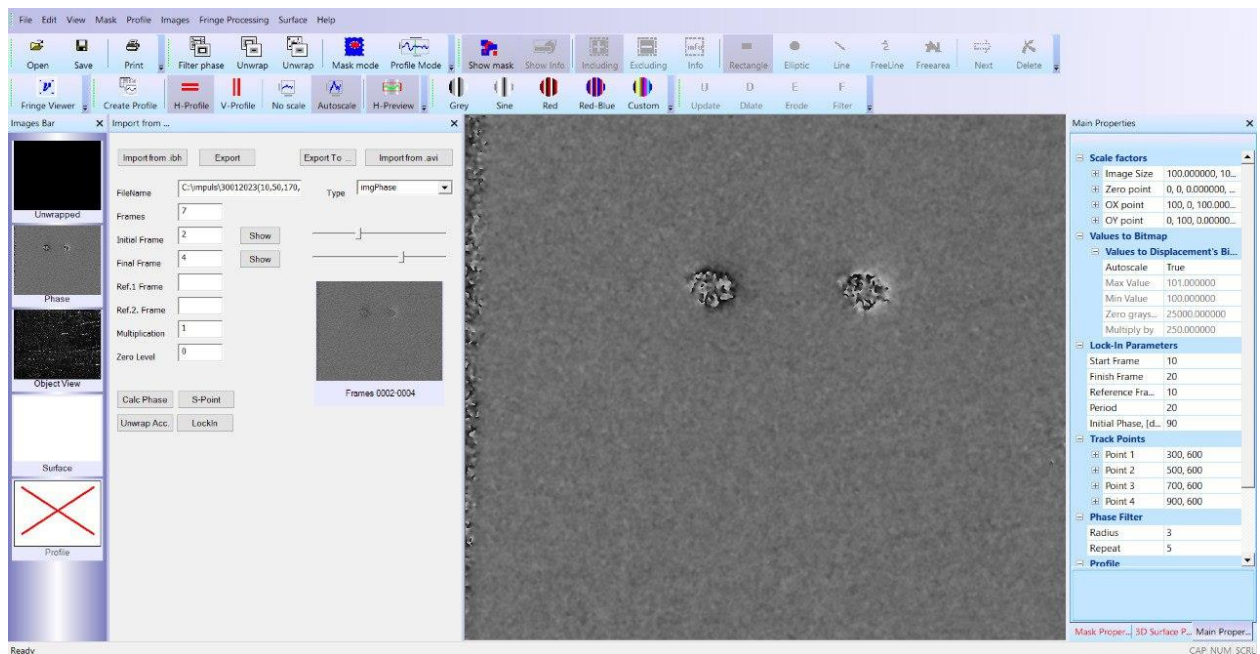 File Edit View Mask Profile Images Fringe Processing Surface Help
Open Save Print Filter phase Unwrap Unwrap Mask mode Profile Mode Show mask Show Info Including Excluding Info Rectangle Elliptic Line FreeLine Freearea Next Delete
Fringe Viewer Create Profile H-Profile V-Profile No scale Autoscale H-Preview Grey Sine Red Red-Blue Custom U Update D Dilate E Erode F Filter
Images Bar X
Unwrapped
Phase
Object View
Surface
Profile
Import from ... X
Import from .ibh Export Export To ... Import from .avi
FileName C:\impuls\30012023(10,50,170, Type imgPhase
Frames 7
Initial Frame 2 Show
Final Frame 4 Show
Ref.1 Frame
Ref.2. Frame
Multiplication 1
Zero Level 0
Frames 0002-0004
Calc Phase S-Point
Unwrap Acc. LockIn
Main Properties X
Scale factors
Image Size 100.000000, 10...
Zero point 0, 0, 0.000000, ...
OX point 100, 0, 100.000...
OY point 0, 100, 0.00000...
Values to Bitmap
Values to Displacement's Bi...
Autoscale True
Max Value 101.000000
Min Value 100.000000
Zero grays... 25000.000000
Multiply by 250.000000
Lock-In Parameters
Start Frame 10
Finish Frame 20
Reference Fra... 10
Period 20
Initial Phase, [d... 90
Track Points
Point 1 300, 600
Point 2 500, 600
Point 3 700, 600
Point 4 900, 600
Phase Filter
Radius 3
Repeat 5
Profile
Mask Proper... 3D Surface P... Main Proper...
Ready CAP NUM SCRL